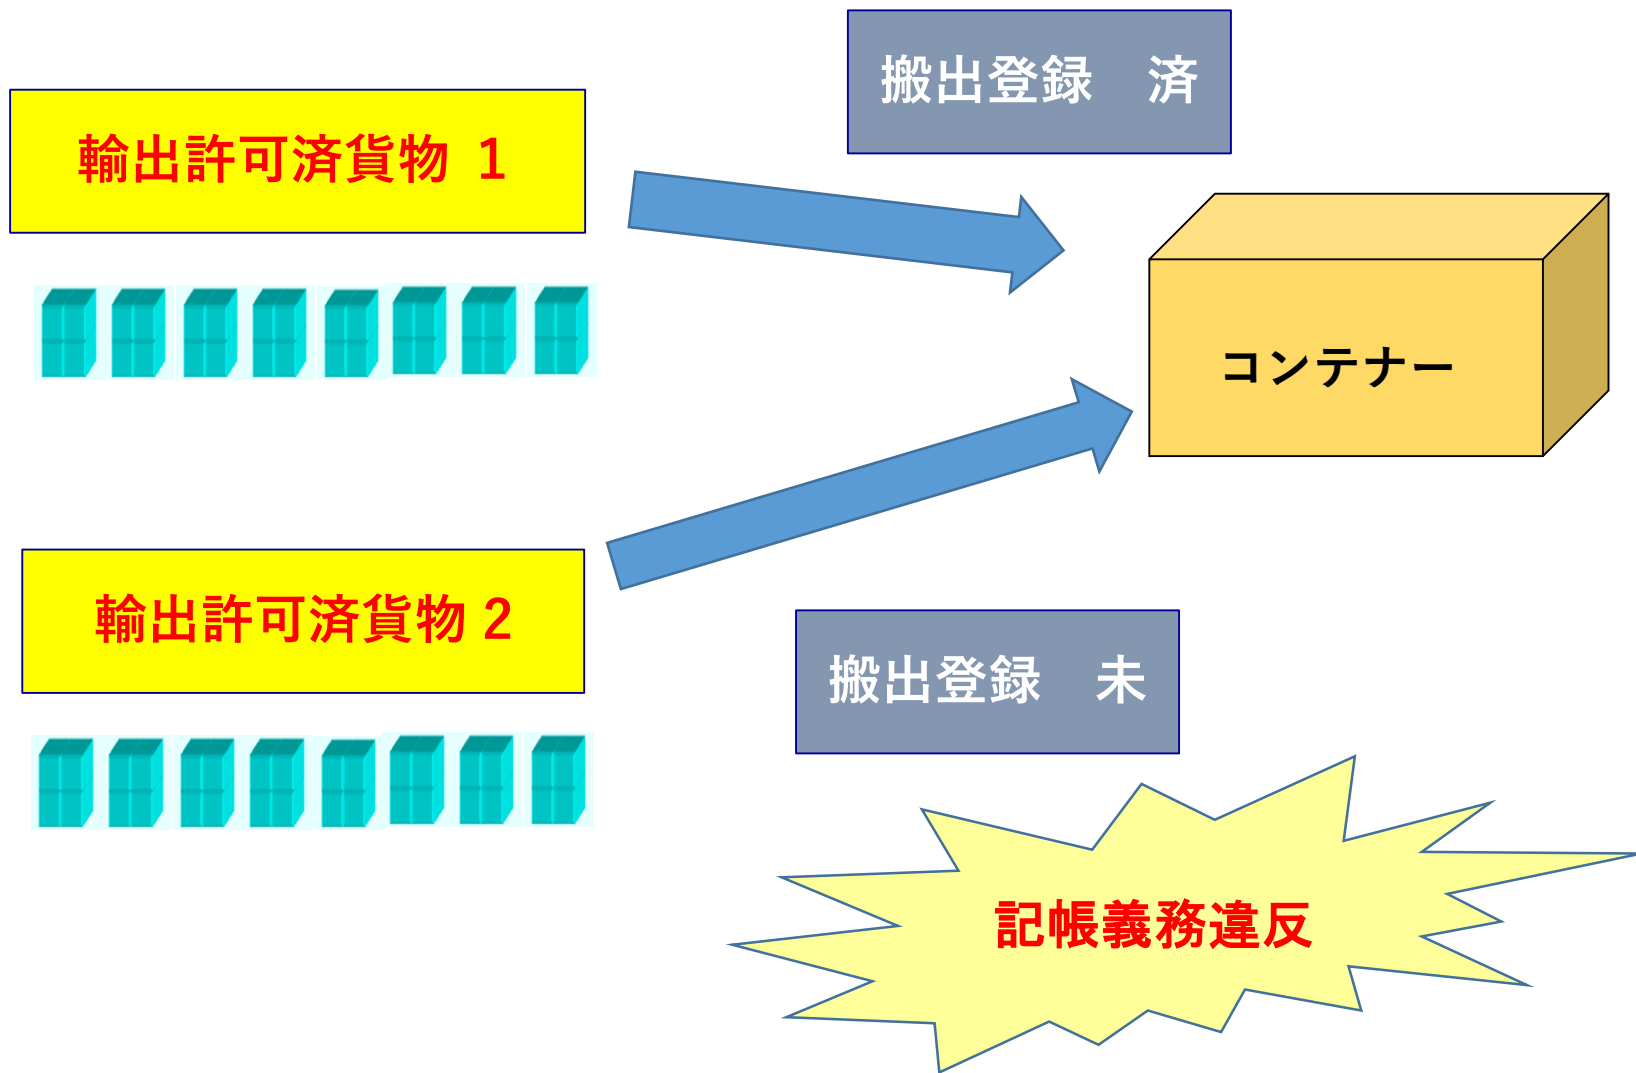 搬出登録　済
輸出許可済貨物 1
コンテナー
輸出許可済貨物 2
搬出登録　未
記帳義務違反